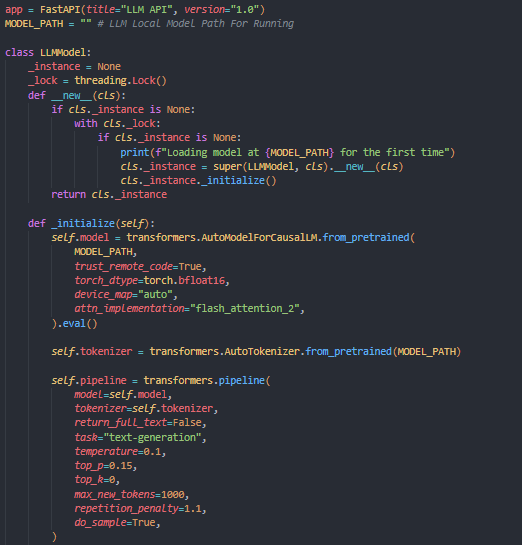 app = FastAPI(title="LLM API", version="1.0")
MODEL_PATH = "" # LLM Local Model Path For Running

class LLMModel:
    _instance = None
    _lock = threading.Lock()
    def __new__(cls):
        if cls._instance is None:
            with cls._lock:
                if cls._instance is None:
                    print(f"Loading model at {MODEL_PATH} for the first time")
                    cls._instance = super(LLMModel, cls).__new__(cls)
                    cls._instance._initialize()
        return cls._instance

    def _initialize(self):
        self.model = transformers.AutoModelForCausalLM.from_pretrained(
            MODEL_PATH,
            trust_remote_code=True,
            torch_dtype=torch.bfloat16,
            device_map="auto",
            attn_implementation="flash_attention_2",
        ).eval()

        self.tokenizer = transformers.AutoTokenizer.from_pretrained(MODEL_PATH)

        self.pipeline = transformers.pipeline(
            model=self.model,
            tokenizer=self.tokenizer,
            return_full_text=False,
            task="text-generation",
            temperature=0.1,
            top_p=0.15,
            top_k=0,
            max_new_tokens=1000,
            repetition_penalty=1.1,
            do_sample=True,
        )